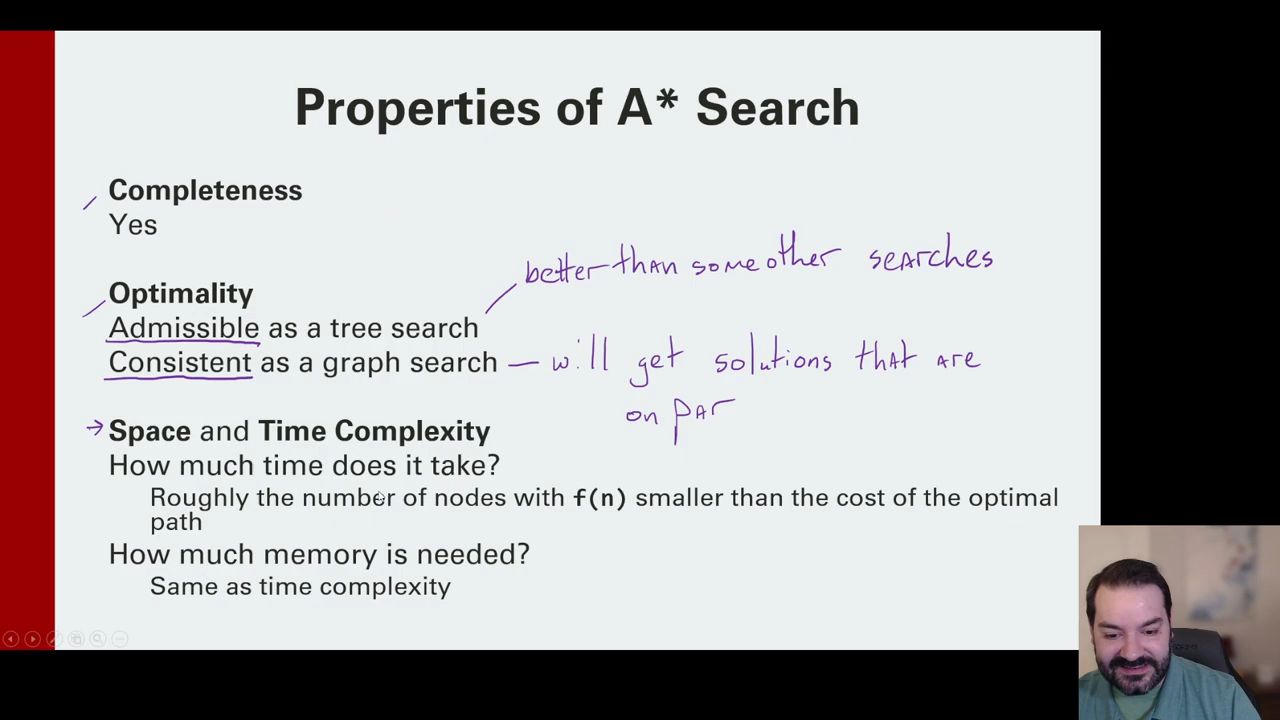 Properties of A* Search
Completeness
Yes
better than some other searches
Optimality
Admissible as a tree search
Consistent as a graph search — will get solutions that are
on par
→ Space and Time Complexity
How much time does it take?
Roughly the number of nodes with f(n) smaller than the cost of the optimal
path
How much memory is needed?
Same as time complexity